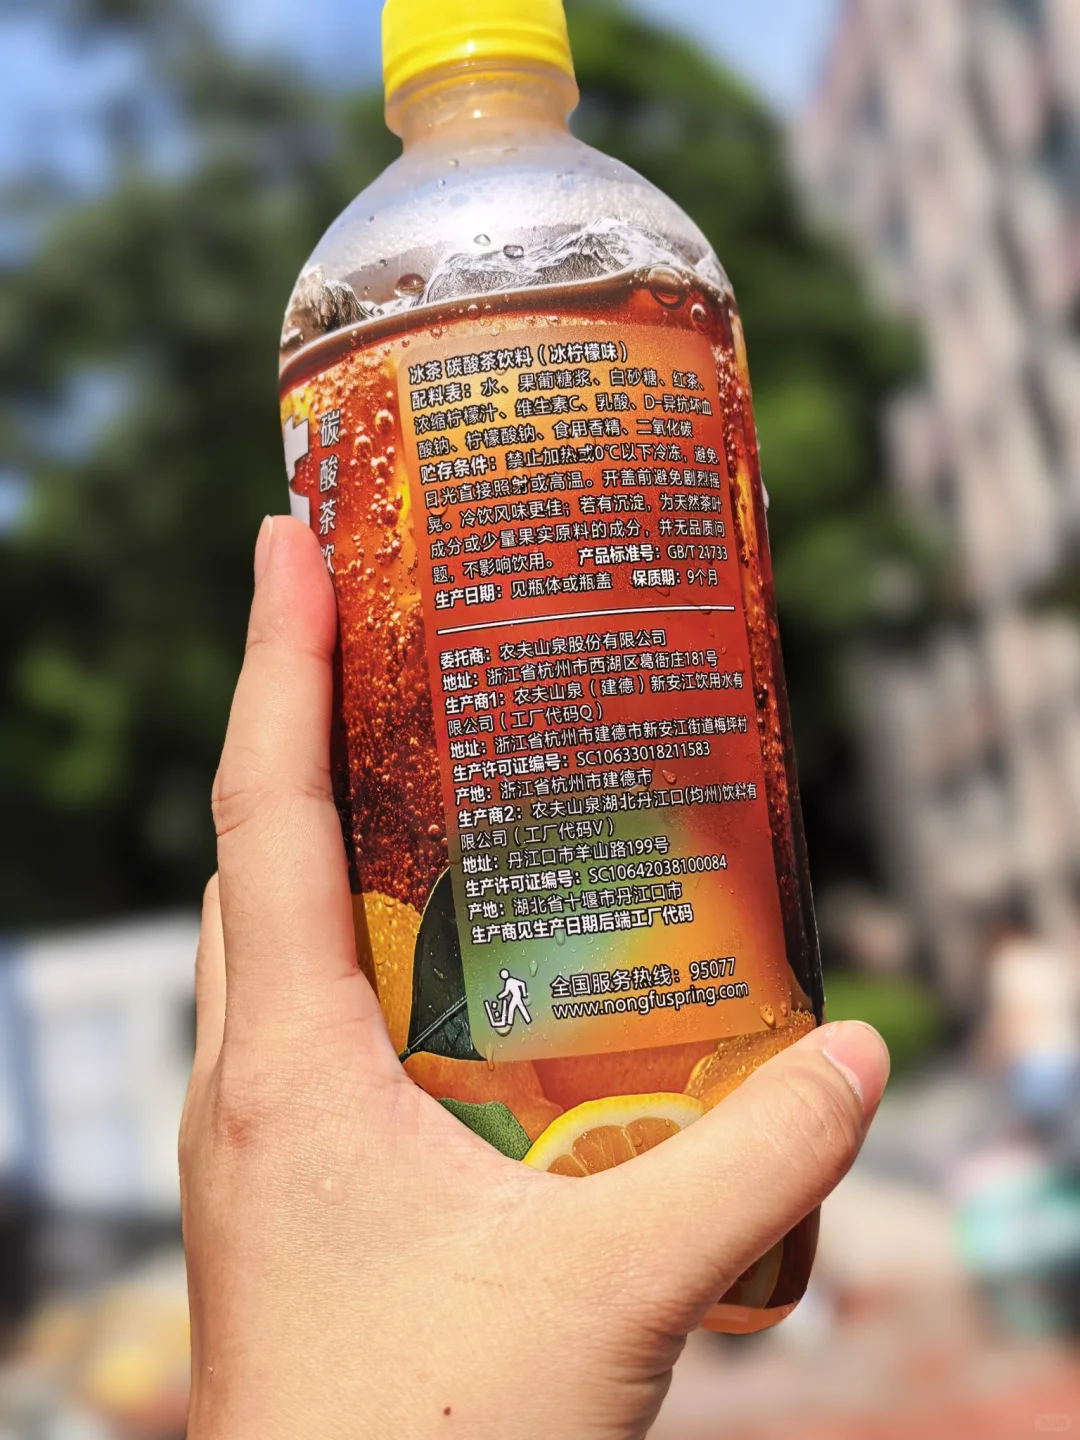 碳酸茶饮
冰茶 碳酸茶饮料（冰柠檬味）
配料表：水、果葡糖浆、白砂糖、红茶、
浓缩柠檬汁、维生素C、乳酸、D-异抗坏血
酸钠、柠檬酸钠、食用香精、二氧化碳
贮存条件：禁止加热或0℃以下冷冻，避免
日光直接照射或高温。开盖前避免剧烈摇
晃。冷饮风味更佳；若有沉淀，为天然茶叶
成分或少量果实原料的成分，并无品质问
题，不影响饮用。 产品标准号：GB/T 21733
生产日期：见瓶体或瓶盖 保质期：9个月
委托商：农夫山泉股份有限公司
地址：浙江省杭州市西湖区葛衙庄181号
生产商1：农夫山泉（建德）新安江饮用水有
限公司（工厂代码Q）
地址：浙江省杭州市建德市新安江街道梅坪村
生产许可证编号：SC10633018211583
产地：浙江省杭州市建德市
生产商2：农夫山泉湖北丹江口(均州)饮料有
限公司（工厂代码V）
地址：丹江口市羊山路199号
生产许可证编号：SC10642038100084
产地：湖北省十堰市丹江口市
生产商见生产日期后端工厂代码
全国服务热线：95077
www.nongfuspring.com